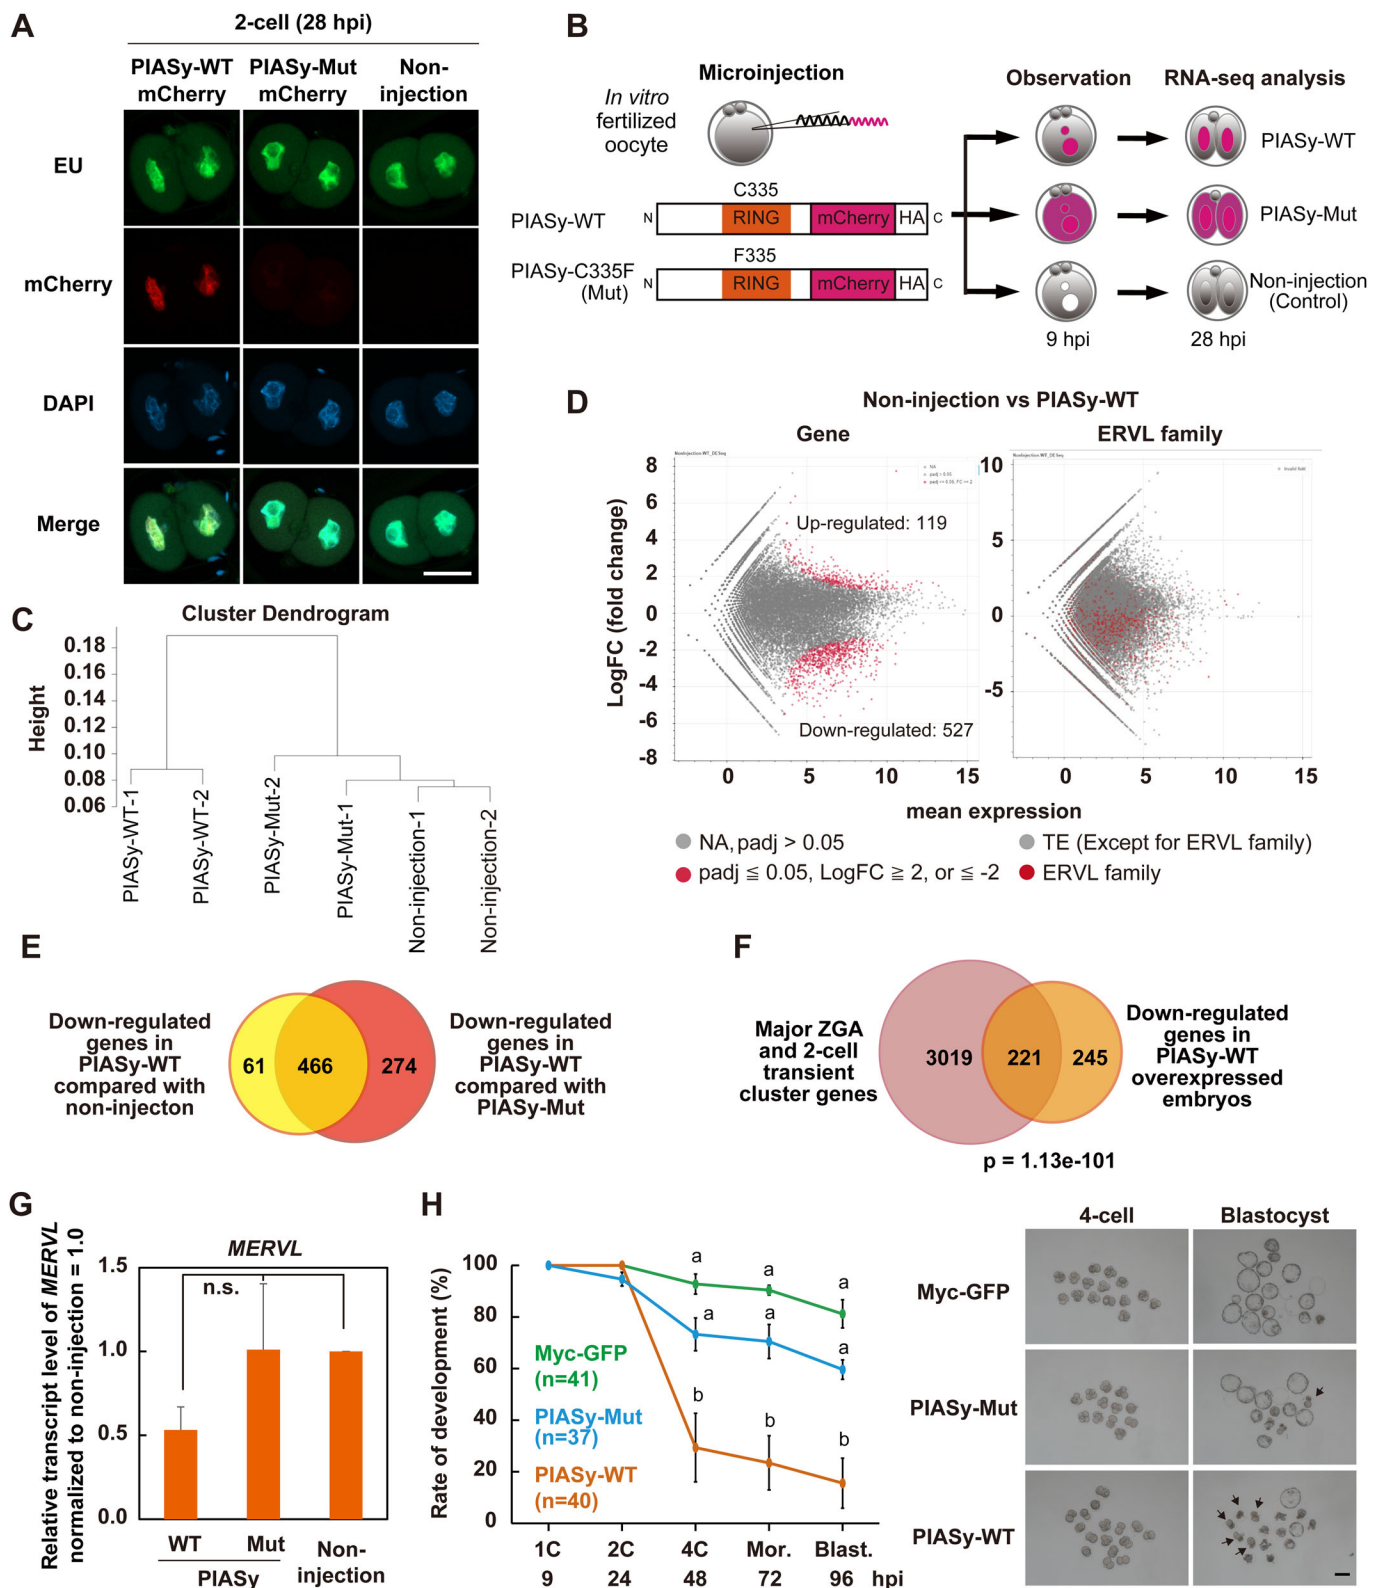 A
2-cell (28 hpi)
PIASy-WT
mCherry
PIASy-Mut
mCherry
Non-
injection
EU
mCherry
DAPI
Merge
B
Microinjection
In vitro
fertilized
oocyte
Observation
RNA-seq analysis
C335
PIASy-WT
N
RING
mCherry
HA
C
F335
PIASy-C335F
(Mut)
N
RING
mCherry
HA
C
PIASy-WT
PIASy-Mut
Non-injection
(Control)
9 hpi
28 hpi
C
Cluster Dendrogram
Height
0.18
0.16
0.14
0.12
0.10
0.08
0.06
PIASy-WT-1
PIASy-WT-2
PIASy-Mut-2
PIASy-Mut-1
Non-injection-1
Non-injection-2
D
Non-injection vs PIASy-WT
Gene
ERVL family
LogFC (fold change)
8
6
4
2
0
-2
-4
-6
-8
NA
padj > 0.05
padj <= 0.05, FC >= 2
Up-regulated: 119
Down-regulated: 527
0
5
10
15
10
5
0
-5
0
5
10
15
mean expression
NA, padj > 0.05
padj ≦ 0.05, LogFC ≧ 2, or ≦ -2
TE (Except for ERVL family)
ERVL family
E
Down-regulated
genes in
PIASy-WT
compared with
non-injecton
61
466
274
Down-regulated
genes in
PIASy-WT
compared with
PIASy-Mut
F
Major ZGA
and 2-cell
transient
cluster genes
3019
221
245
Down-regulated
genes in
PIASy-WT
overexpressed
embryos
p = 1.13e-101
G
Relative transcript level of MERVL
normalized to non-injection = 1.0
MERVL
n.s.
1.5
1.0
0.5
0.0
WT
Mut
PIASy
Non-
injection
H
Rate of development (%)
100
80
60
40
20
0
a
a
a
a
a
a
b
b
b
Myc-GFP
(n=41)
PIASy-Mut
(n=37)
PIASy-WT
(n=40)
1C
2C
4C
Mor.
Blast.
9
24
48
72
96
hpi
4-cell
Blastocyst
Myc-GFP
PIASy-Mut
PIASy-WT